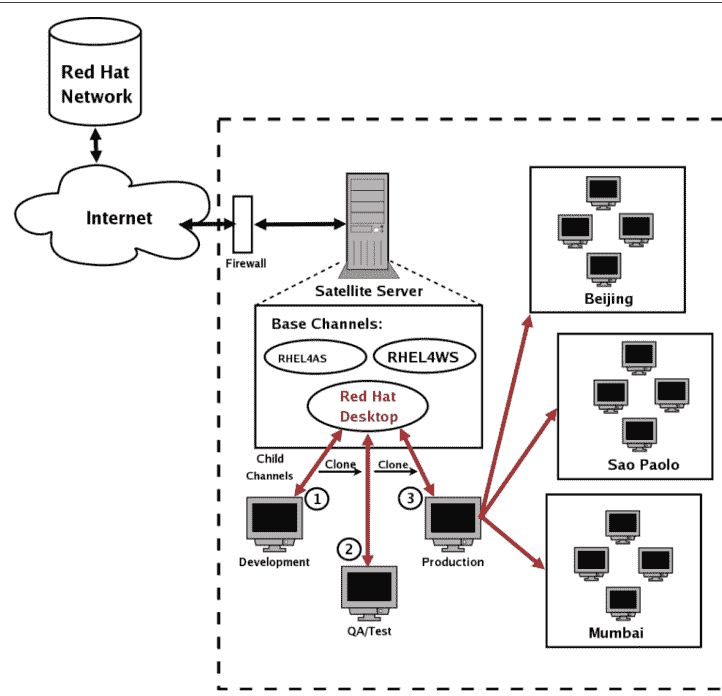 Red Hat
Network
Internet
Firewall
Satellite Server
Base Channels:
RHEL4AS
RHEL4WS
Red Hat
Desktop
Child
Channels
Clone
Clone
1
2
3
Development
QA/Test
Production
Beijing
Sao Paolo
Mumbai